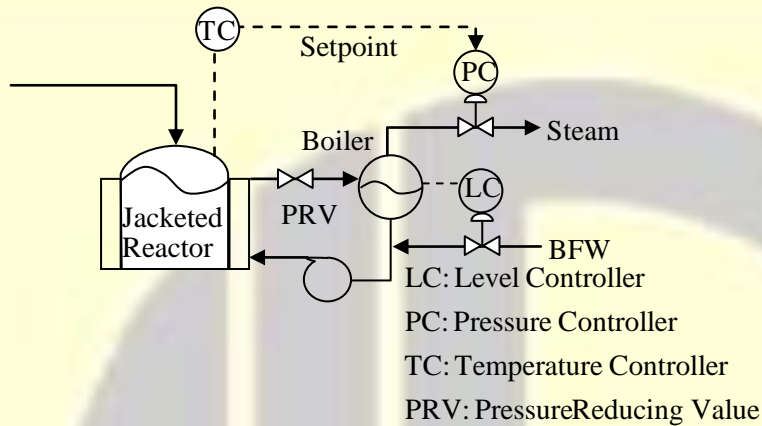 TC
Setpoint
PC
Boiler
Steam
Jacketed
Reactor
PRV
LC
BFW
LC: Level Controller
PC: Pressure Controller
TC: Temperature Controller
PRV: PressureReducing Value